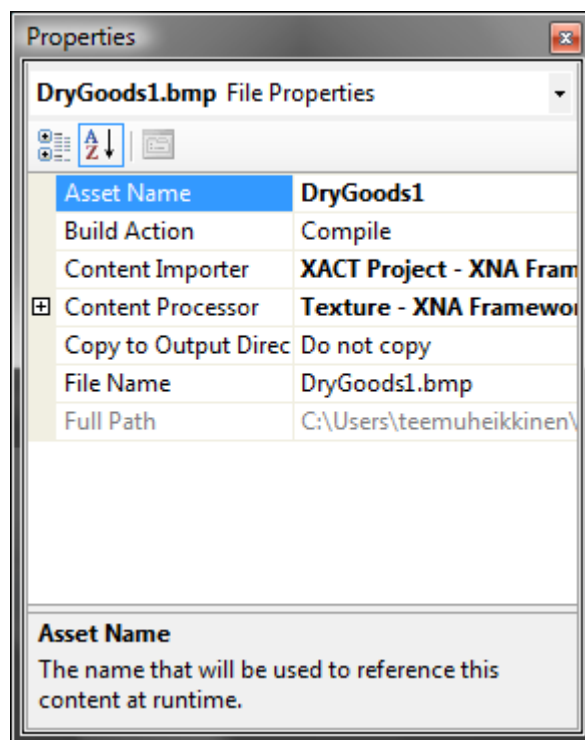 Properties
DryGoods1.bmp File Properties
Asset Name DryGoods1
Build Action Compile
Content Importer XACT Project - XNA Fram
Content Processor Texture - XNA Framewo
Copy to Output Direc Do not copy
File Name DryGoods1.bmp
Full Path C:\Users\teemuheikkinen\
Asset Name
The name that will be used to reference this
content at runtime.